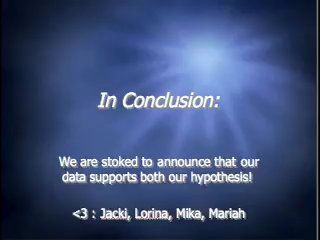 In Conclusion:
We are stoked to announce that our
data supports both our hypothesis!
<3 : Jacki, Lorina, Mika, Mariah